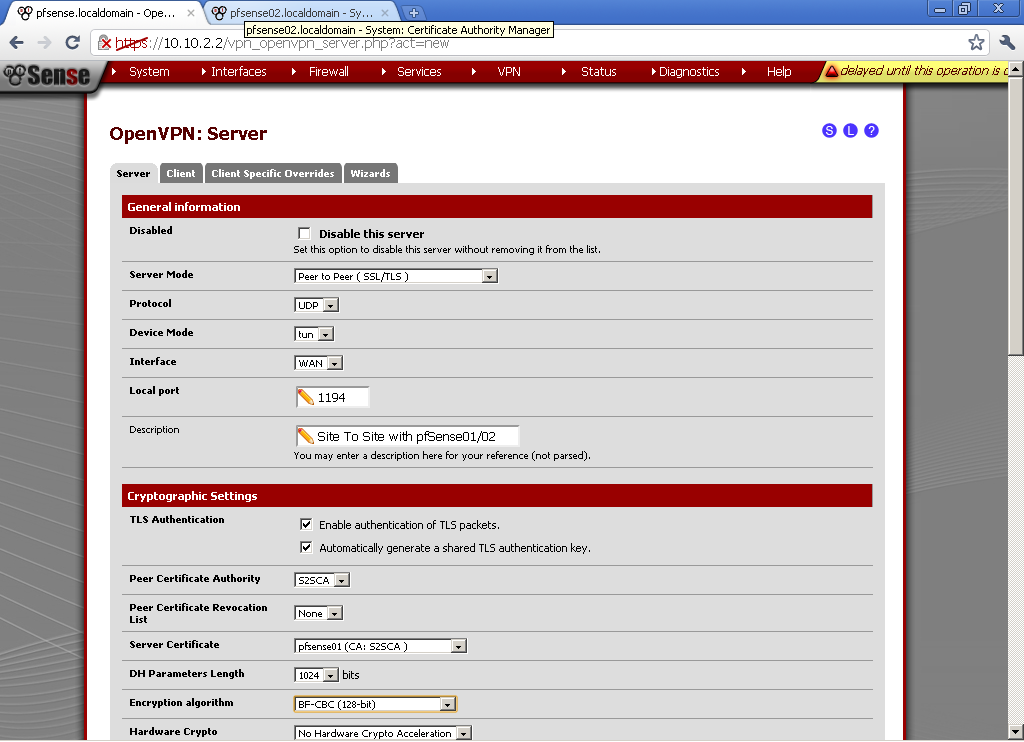 pfsense.localdomain - Ope...
pfsense02.localdomain - Sy...
pfsense02.localdomain - System: Certificate Authority Manager
https://10.10.2.2/vpn_openvpn_server.php?act=new
Sense
System
Interfaces
Firewall
Services
VPN
Status
Diagnostics
Help
delayed until this operation is c
OpenVPN: Server
S L ?
Server
Client
Client Specific Overrides
Wizards
General information
Disabled
Disable this server
Set this option to disable this server without removing it from the list.
Server Mode
Peer to Peer ( SSL/TLS )
Protocol
UDP
Device Mode
tun
Interface
WAN
Local port
1194
Description
Site To Site with pfSense01/02
You may enter a description here for your reference (not parsed).
Cryptographic Settings
TLS Authentication
Enable authentication of TLS packets.
Automatically generate a shared TLS authentication key.
Peer Certificate Authority
S2SCA
Peer Certificate Revocation
List
None
Server Certificate
pfsense01 (CA: S2SCA )
DH Parameters Length
1024 bits
Encryption algorithm
BF-CBC (128-bit)
Hardware Crypto
No Hardware Crypto Acceleration